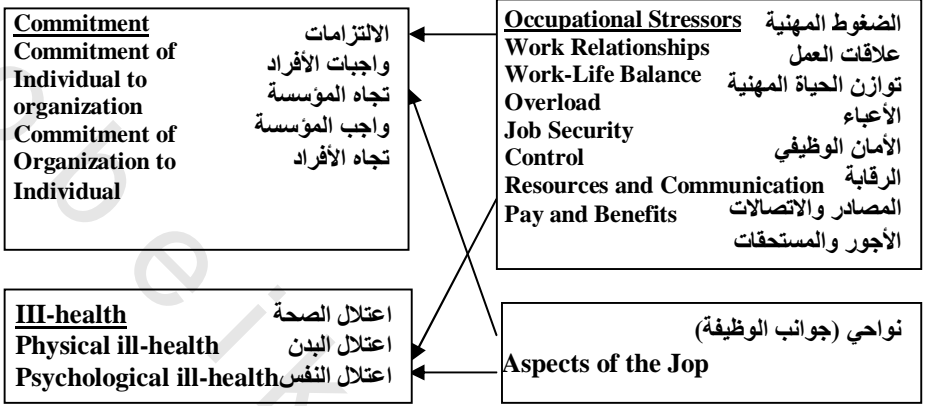 Commitment
الالتزامات
Commitment of Individual to organization
واجبات الأفراد
تجاه المؤسسة
Commitment of Organization to Individual
واجب المؤسسة
تجاه الأفراد
Occupational Stressors الضغوط المهنية
Work Relationships علاقات العمل
Work-Life Balance توازن الحياة المهنية
Overload الأعباء
Job Security الأمان الوظيفي
Control الرقابة
Resources and Communication المصادر والاتصالات
Pay and Benefits الأجور والمستحقات
III-health اعتلال الصحة
Physical ill-health اعتلال البدن
Psychological ill-health اعتلال النفس
نواحي (جوانب الوظيفة)
Aspects of the Jop